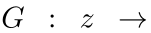 G : z →